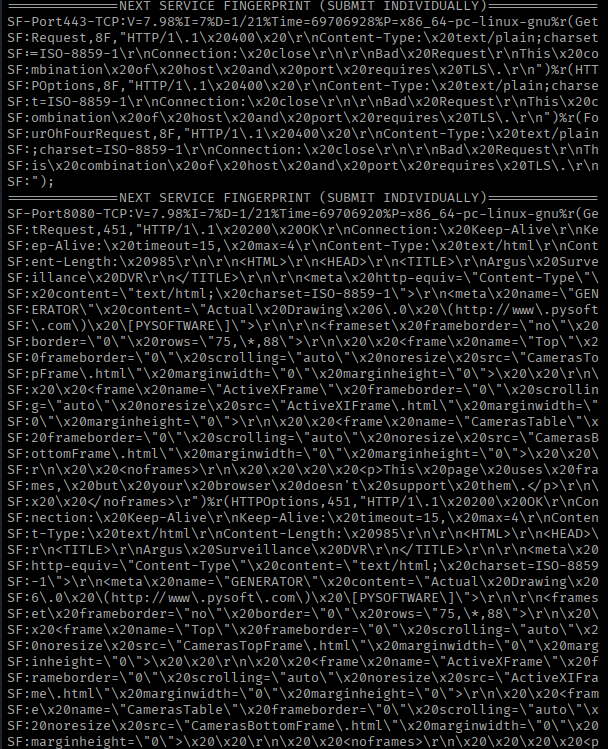 ==============NEXT SERVICE FINGERPRINT (SUBMIT INDIVIDUALLY)==============
SF-Port443-TCP:V=7.98%I=7%D=1/21%Time=69706928%P=x86_64-pc-linux-gnu%r(Get
SF:Request,8F,"HTTP/1\.1\x20400\x20\r\nContent-Type:\x20text/plain;charset
SF:=ISO-8859-1\r\nConnection:\x20close\r\n\r\nBad\x20Request\r\nThis\x20co
SF:mbination\x20of\x20host\x20and\x20port\x20requires\x20TLS\.\r\n")%r(HTT
SF:POptions,8F,"HTTP/1\.1\x20400\x20\r\nContent-Type:\x20text/plain;charse
SF:t=ISO-8859-1\r\nConnection:\x20close\r\n\r\nBad\x20Request\r\nThis\x20c
SF:ombination\x20of\x20host\x20and\x20port\x20requires\x20TLS\.\r\n")%r(Fo
SF:urOhFourRequest,8F,"HTTP/1\.1\x20400\x20\r\nContent-Type:\x20text/plain
SF:;charset=ISO-8859-1\r\nConnection:\x20close\r\n\r\nBad\x20Request\r\nTh
SF:is\x20combination\x20of\x20host\x20and\x20port\x20requires\x20TLS\.\r\n
SF:");
==============NEXT SERVICE FINGERPRINT (SUBMIT INDIVIDUALLY)==============
SF-Port8080-TCP:V=7.98%I=7%D=1/21%Time=69706920%P=x86_64-pc-linux-gnu%r(Ge
SF:tRequest,451,"HTTP/1\.1\x20200\x20OK\r\nConnection:\x20Keep-Alive\r\nKe
SF:ep-Alive:\x20timeout=15,\x20max=4\r\nContent-Type:\x20text/html\r\nCont
SF:ent-Length:\x20985\r\n\r\n<HTML>\r\n<HEAD>\r\n<TITLE>\r\nArgus\x20Surve
SF:illance\x20DVR\r\n</TITLE>\r\n\r\n<meta\x20http-equiv=\"Content-Type\"\
SF:x20content=\"text/html;\x20charset=ISO-8859-1\">\r\n<meta\x20name=\"GEN
SF:ERATOR\"\x20content=\"Actual\x20Drawing\x206\.0\x20\(http://www\.pysoft
SF:\.com\)\x20\[PYSOFTWARE\]\">\r\n\r\n<frameset\x20frameborder=\"no\"\x20
SF:border=\"0\"\x20rows=\"75,\*,88\">\r\n\x20\x20<frame\x20name=\"Top\"\x2
SF:0frameborder=\"0\"\x20scrolling=\"auto\"\x20noresize\x20src=\"CamerasTo
SF:pFrame\.html\"\x20marginwidth=\"0\"\x20marginheight=\"0\">\x20\x20\r\n\
SF:x20\x20<frame\x20name=\"ActiveXFrame\"\x20frameborder=\"0\"\x20scrollin
SF:g=\"auto\"\x20noresize\x20src=\"ActiveXIFrame\.html\"\x20marginwidth=\"
SF:0\"\x20marginheight=\"0\">\r\n\x20\x20<frame\x20name=\"CamerasTable\"\x
SF:20frameborder=\"0\"\x20scrolling=\"auto\"\x20noresize\x20src=\"CamerasB
SF:ottomFrame\.html\"\x20marginwidth=\"0\"\x20marginheight=\"0\">\x20\x20\
SF:r\n\x20\x20<noframes>\r\n\x20\x20\x20\x20<p>This\x20page\x20uses\x20fra
SF:mes,\x20but\x20your\x20browser\x20doesn't\x20support\x20them\.</p>\r\n\
SF:x20\x20</noframes>\r")%r(HTTPOptions,451,"HTTP/1\.1\x20200\x20OK\r\nCon
SF:nection:\x20Keep-Alive\r\nKeep-Alive:\x20timeout=15,\x20max=4\r\nConten
SF:t-Type:\x20text/html\r\nContent-Length:\x20985\r\n\r\n<HTML>\r\n<HEAD>\
SF:r\n<TITLE>\r\nArgus\x20Surveillance\x20DVR\r\n</TITLE>\r\n\r\n<meta\x20
SF:http-equiv=\"Content-Type\"\x20content=\"text/html;\x20charset=ISO-8859
SF:-1\">\r\n<meta\x20name=\"GENERATOR\"\x20content=\"Actual\x20Drawing\x20
SF:6\.0\x20\(http://www\.pysoft\.com\)\x20\[PYSOFTWARE\]\">\r\n\r\n<frames
SF:et\x20frameborder=\"no\"\x20border=\"0\"\x20rows=\"75,\*,88\">\r\n\x20\
SF:x20<frame\x20name=\"Top\"\x20frameborder=\"0\"\x20scrolling=\"auto\"\x2
SF:0noresize\x20src=\"CamerasTopFrame\.html\"\x20marginwidth=\"0\"\x20marg
SF:inheight=\"0\">\x20\x20\r\n\x20\x20<frame\x20name=\"ActiveXFrame\"\x20f
SF:rameborder=\"0\"\x20scrolling=\"auto\"\x20noresize\x20src=\"ActiveXIFra
SF:me\.html\"\x20marginwidth=\"0\"\x20marginheight=\"0\">\r\n\x20\x20<fram
SF:e\x20name=\"CamerasTable\"\x20frameborder=\"0\"\x20scrolling=\"auto\"\x
SF:20noresize\x20src=\"CamerasBottomFrame\.html\"\x20marginwidth=\"0\"\x20
SF:marginheight=\"0\">\x20\x20\r\n\x20\x20<noframes>\r\n\x20\x20\x20\x20<p